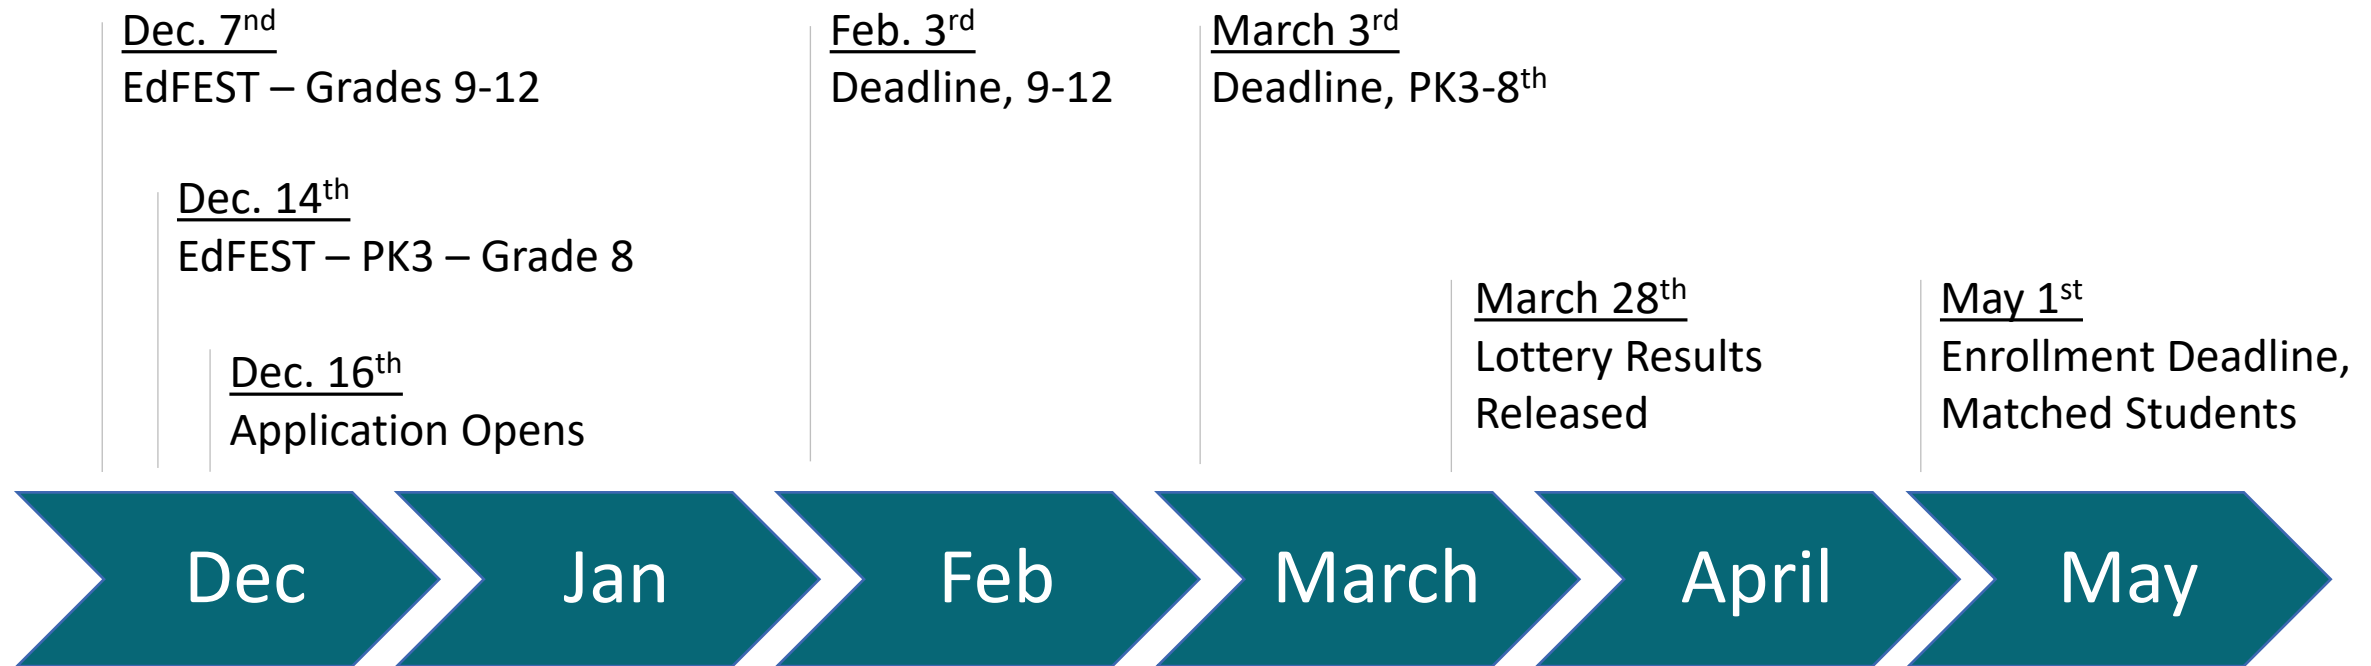 Dec. 7nd
EdFEST – Grades 9-12
Dec. 14th
EdFEST – PK3 – Grade 8
Dec. 16th
Application Opens
Feb. 3rd
Deadline, 9-12
March 3rd
Deadline, PK3-8th
March 28th
Lottery Results
Released
May 1st
Enrollment Deadline,
Matched Students
Dec
Jan
Feb
March
April
May